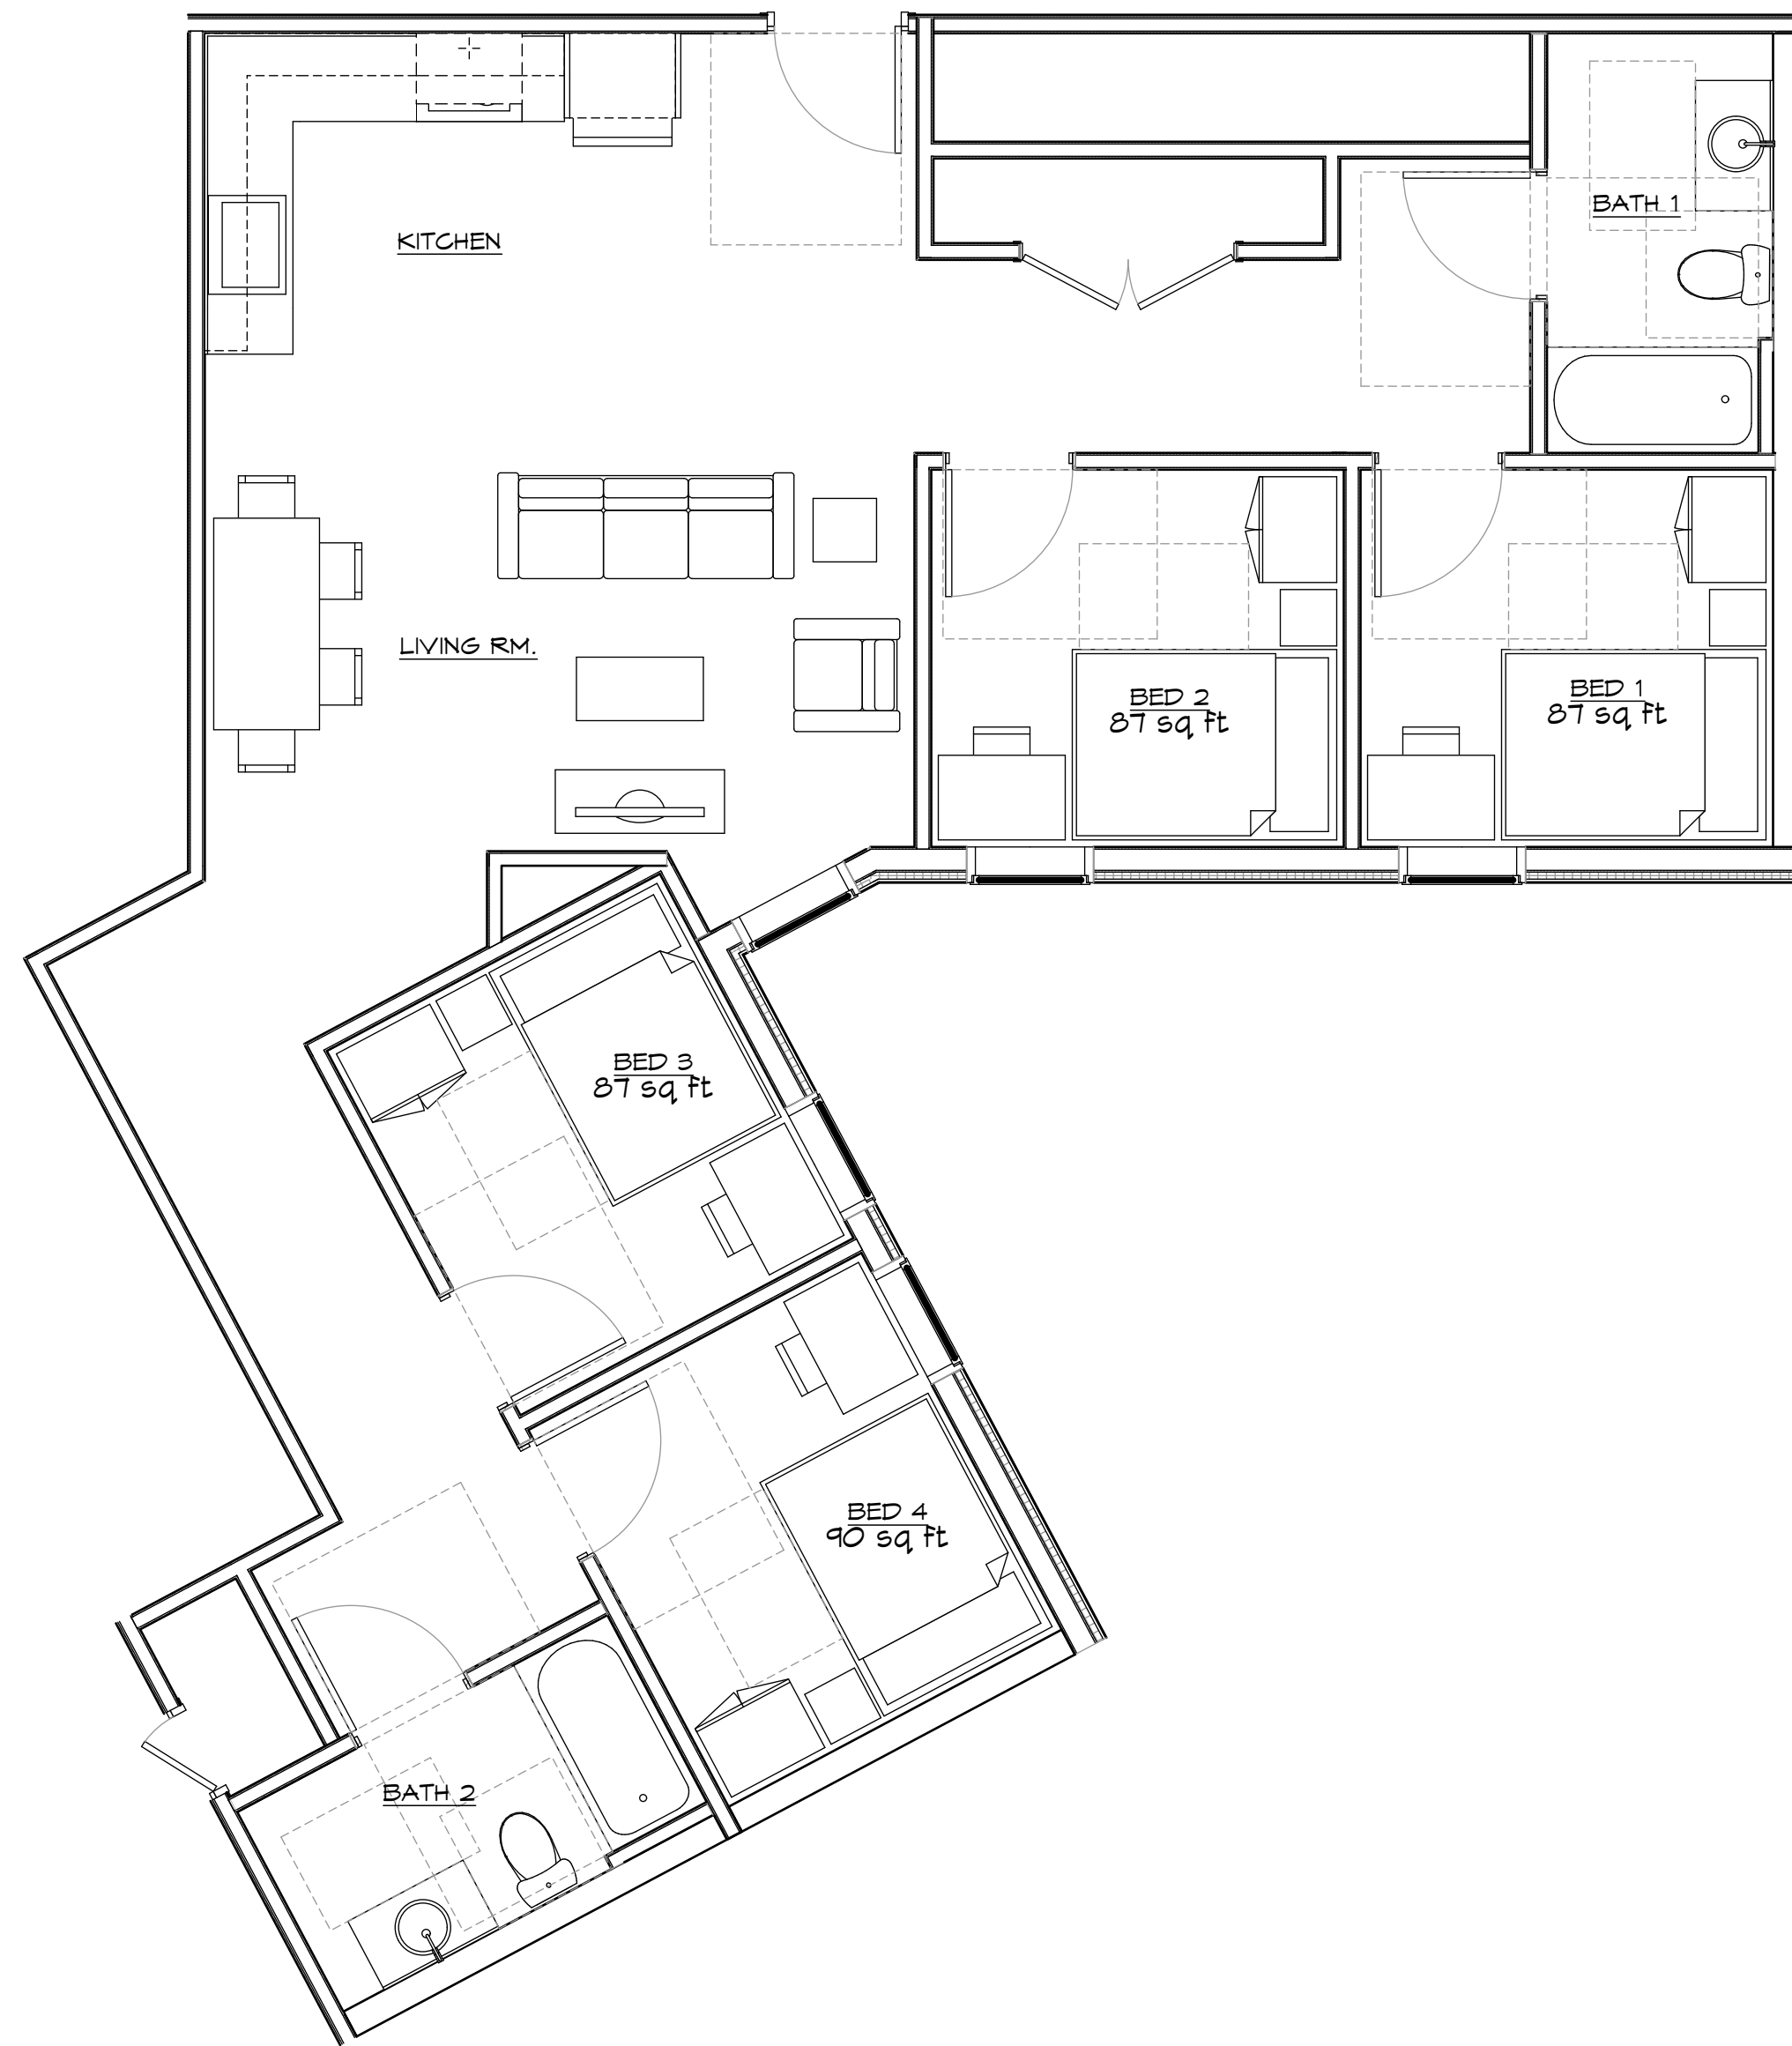 BATH 1
KITCHEN
LIVING RM.
BED 2
87 sq ft
BED 1
87 sq ft
BED 3
87 sq ft
BED 4
90 sq ft
BATH 2